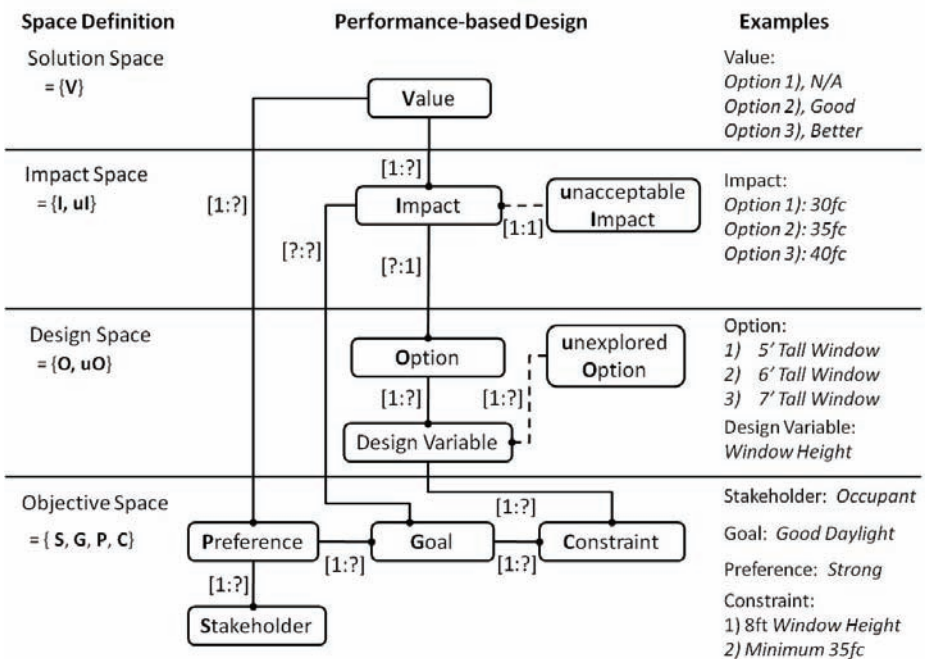 Space Definition
Performance-based Design
Examples
Solution Space
= {V}
Value
Value:
Option 1), N/A
Option 2), Good
Option 3), Better
[1:?]
Impact Space
= {I, uI}
[1:?]
Impact
[1:1]
unacceptable
Impact
[?:?]
[?:1]
Impact:
Option 1): 30fc
Option 2): 35fc
Option 3): 40fc
Design Space
= {O, uO}
Option
unexplored
Option
[1:?]
[1:?]
Design Variable
Option:
1) 5' Tall Window
2) 6' Tall Window
3) 7' Tall Window
Design Variable:
Window Height
Objective Space
= { S, G, P, C}
[1:?]
Preference
Goal
Constraint
[1:?]
[1:?]
[1:?]
Stakeholder
Stakeholder: Occupant
Goal: Good Daylight
Preference: Strong
Constraint:
1) 8ft Window Height
2) Minimum 35fc